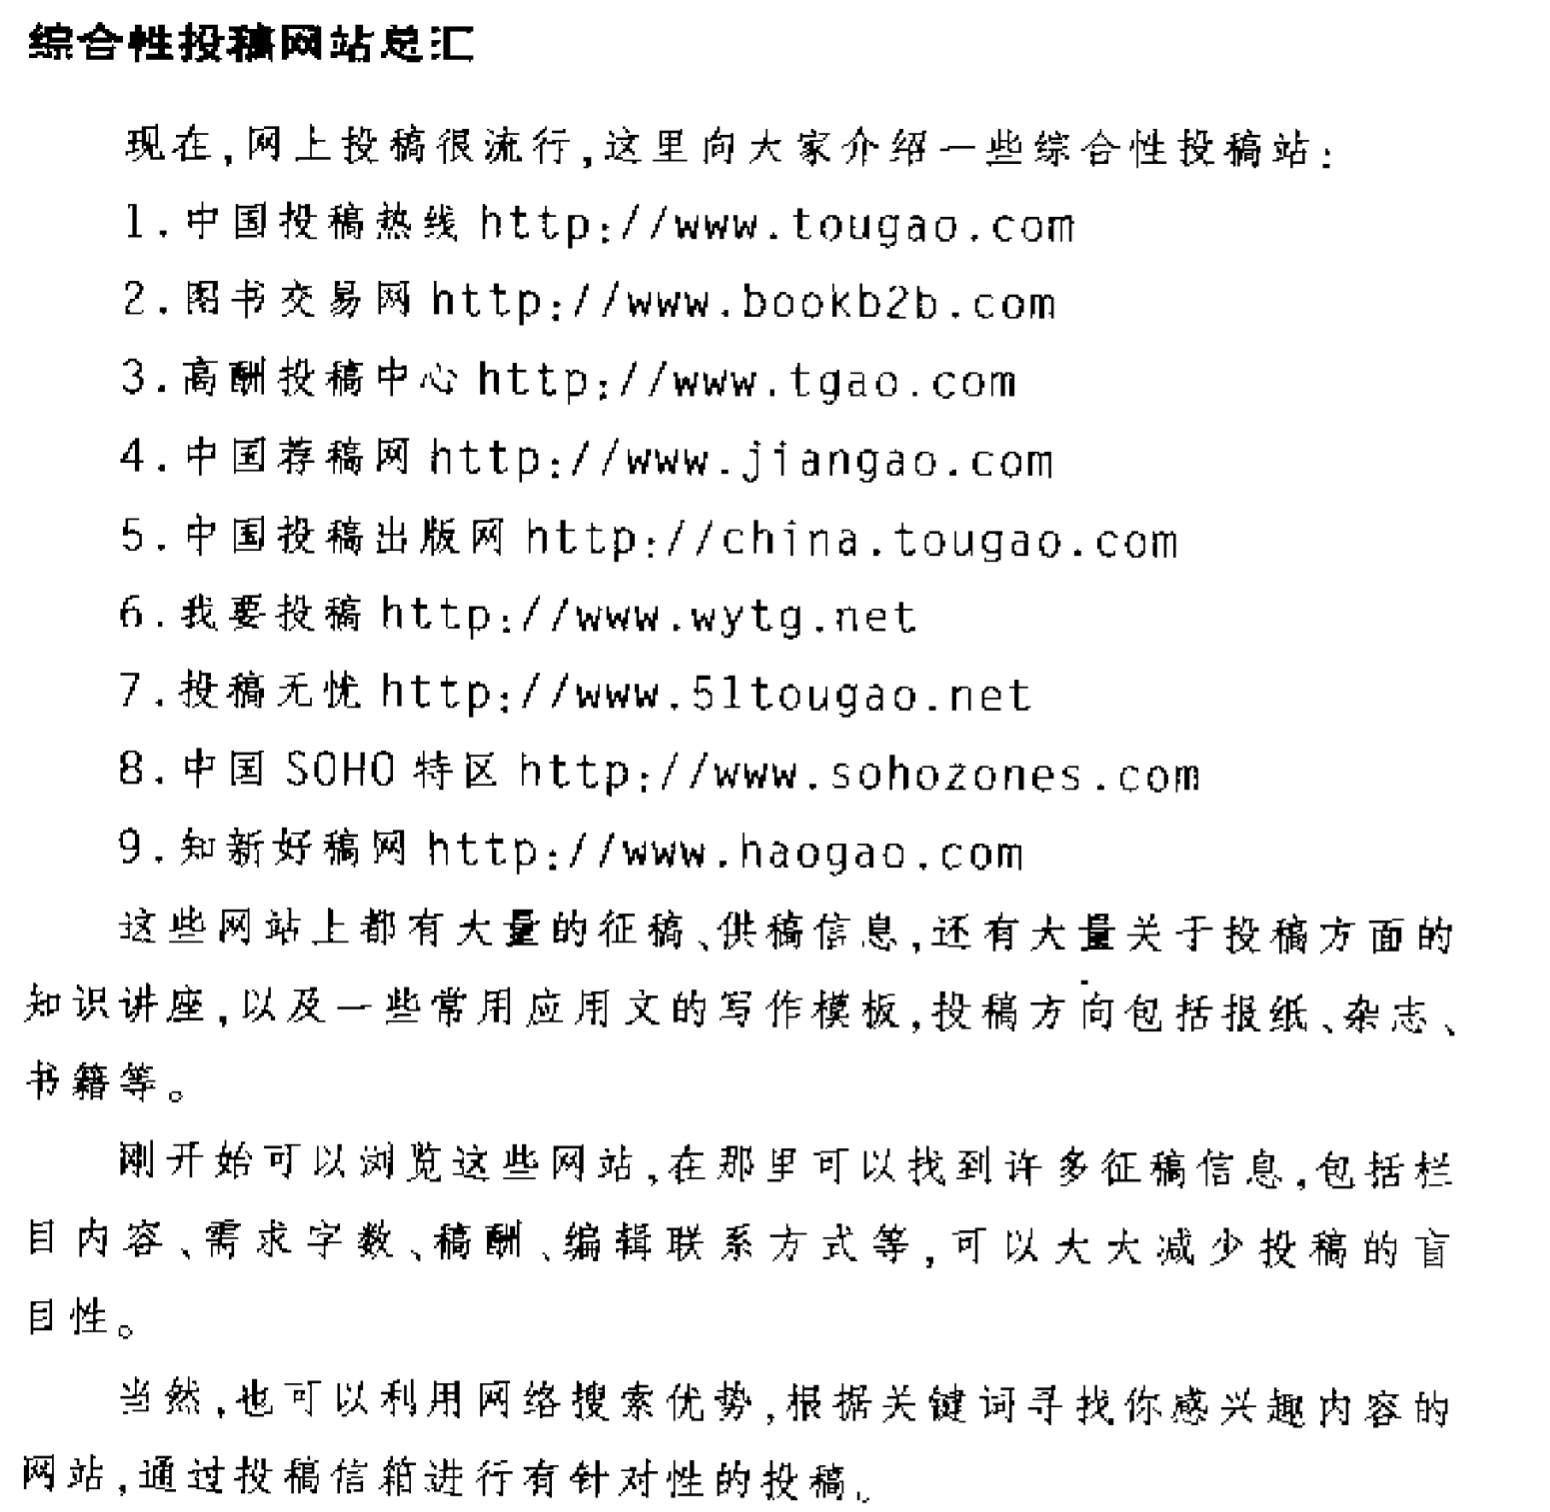 综合性投稿网站总汇
现在,网上投稿很流行,这里向大家介绍一些综合性投稿站:
1.中国投稿热线 http://www.tougao.com
2.图书交易网 http://www.bookb2b.com
3.高酬投稿中心 http://www.tgao.com
4.中国荐稿网 http://www.jiangao.com
5.中国投稿出版网 http://china.tougao.com
6.我要投稿 http://www.wytg.net
7.投稿无忧 http://www.51tougao.net
8.中国 SOHO 特区 http://www.sohozones.com
9.知新好稿网 http://www.haogao.com
这些网站上都有大量的征稿、供稿信息,还有大量关于投稿方面的
知识讲座,以及一些常用应用文的写作模板,投稿方向包括报纸、杂志、
书籍等。
刚开始可以浏览这些网站,在那里可以找到许多征稿信息,包括栏
目内容、需求字数、稿酬、编辑联系方式等,可以大大减少投稿的盲
目性。
当然,也可以利用网络搜索优势,根据关键词寻找你感兴趣内容的
网站,通过投稿信箱进行有针对性的投稿。